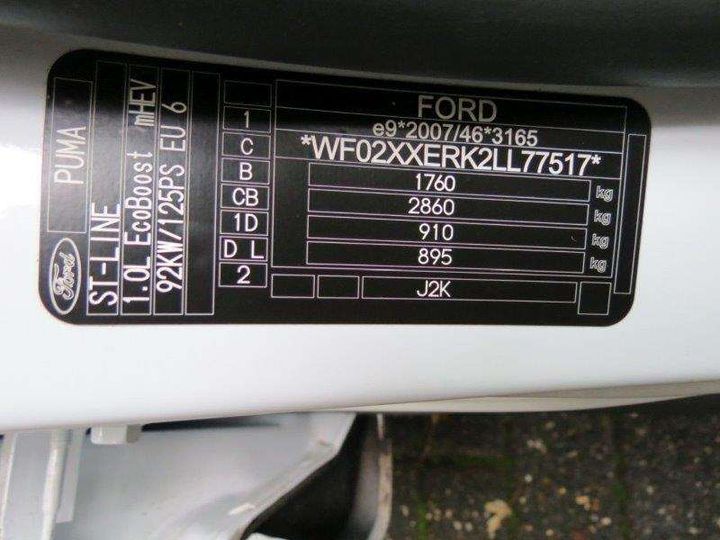 FORD
e9*2007/46*3165
*WF02XXERK2LL77517*
1760 kg
2860 kg
910 kg
895 kg
J2K
1
C
B
CB
1D
D L
2
PUMA
ST-LINE
1.0L EcoBoost mHEV
92KW/125PS EU 6
Ford